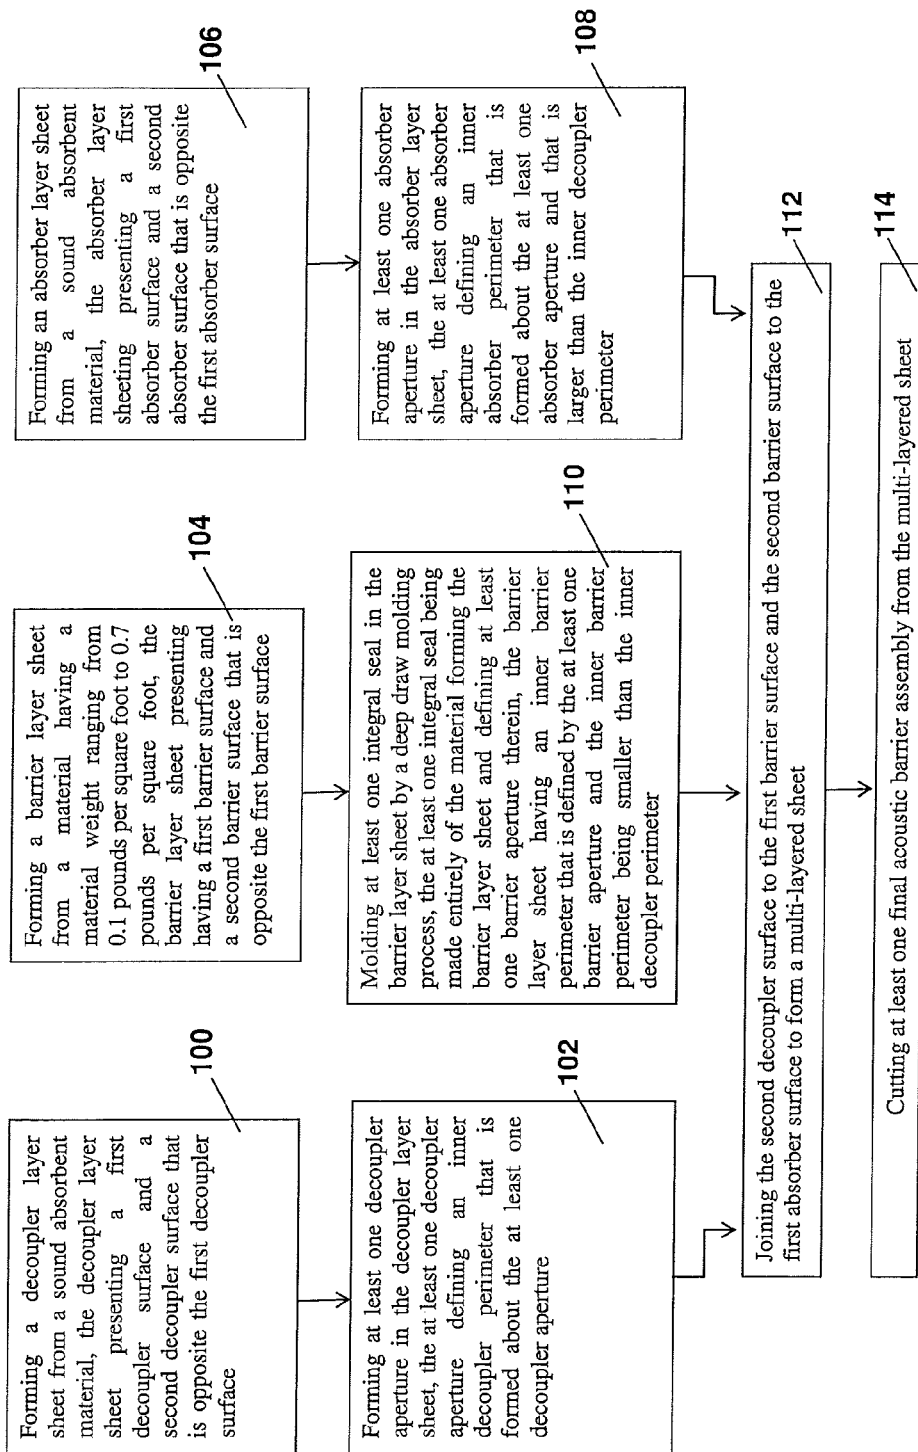 Forming a decoupler layer
sheet from a sound absorbent
material, the decoupler layer
sheet presenting a first
decoupler surface and a
second decoupler surface that
is opposite the first decoupler
surface
100
Forming at least one decoupler
aperture in the decoupler layer
sheet, the at least one decoupler
aperture defining an inner
decoupler perimeter that is
formed about the at least one
decoupler aperture
102
Forming a barrier layer sheet
from a material having a
material weight ranging from
0.1 pounds per square foot to 0.7
pounds per square foot, the
barrier layer sheet presenting
having a first barrier surface and
a second barrier surface that is
opposite the first barrier surface
104
Molding at least one integral seal in the
barrier layer sheet by a deep draw molding
process, the at least one integral seal being
made entirely of the material forming the
barrier layer sheet and defining at least
one barrier aperture therein, the barrier
layer sheet having an inner barrier
perimeter that is defined by the at least one
barrier aperture and the inner barrier
perimeter being smaller than the inner
decoupler perimeter
110
Forming an absorber layer sheet
from a sound absorbent
material, the absorber layer
sheeting presenting a first
absorber surface and a second
absorber surface that is opposite
the first absorber surface
106
Forming at least one absorber
aperture in the absorber layer
sheet, the at least one absorber
aperture defining an inner
absorber perimeter that is
formed about the at least one
absorber aperture and that is
larger than the inner decoupler
perimeter
108
Joining the second decoupler surface to the first barrier surface and the second barrier surface to the
first absorber surface to form a multi-layered sheet
112
Cutting at least one final acoustic barrier assembly from the multi-layered sheet
114